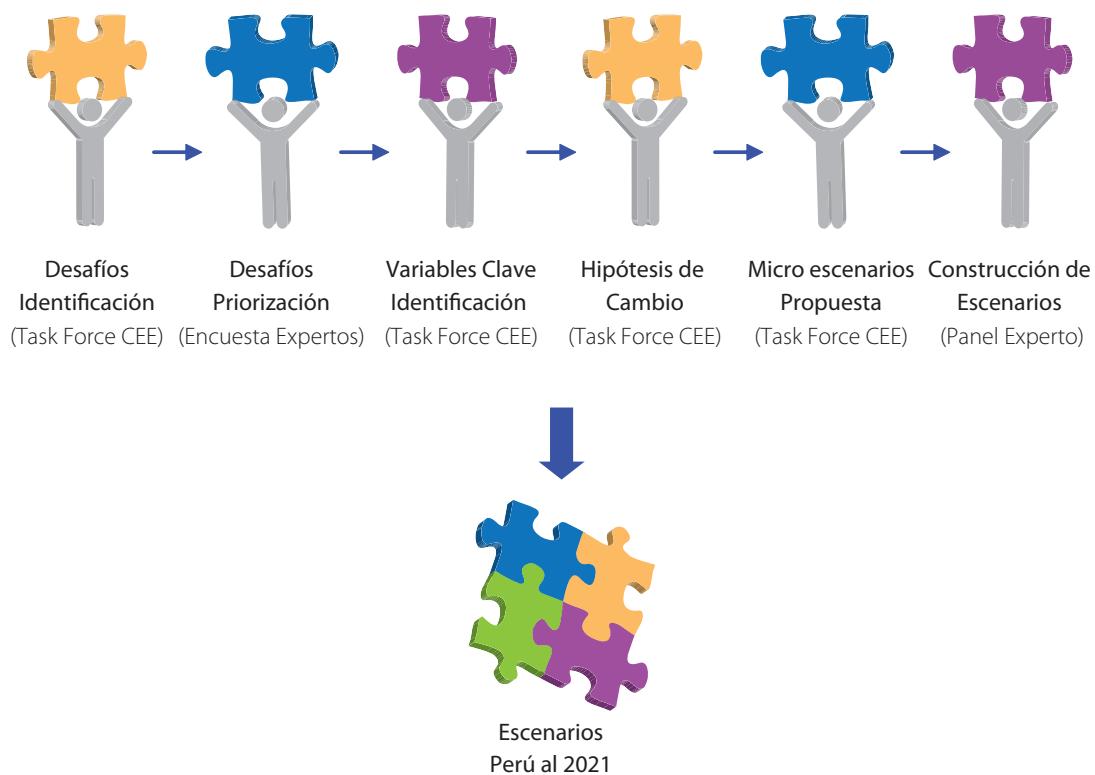 Desafíos
Identificación
(Task Force CEE)
Desafíos
Priorización
(Encuesta Expertos)
Variables Clave
Identificación
(Task Force CEE)
Hipótesis de
Cambio
(Task Force CEE)
Micro escenarios
Propuesta
(Task Force CEE)
Construcción de
Escenarios
(Panel Experto)
Escenarios
Perú al 2021